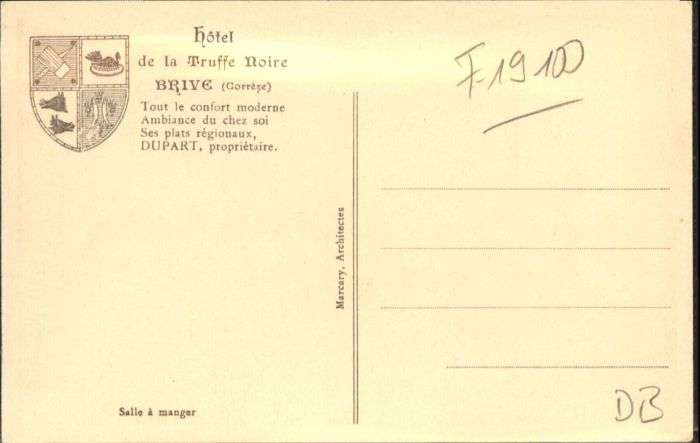 Hôtel
de la Truffe Noire
BRIVE (Corrèze)
Tout le confort moderne
Ambiance du chez soi
Ses plats régionaux,
DUPART, propriétaire.
Salle à manger
Marcary, Architectes
F-19100
DB